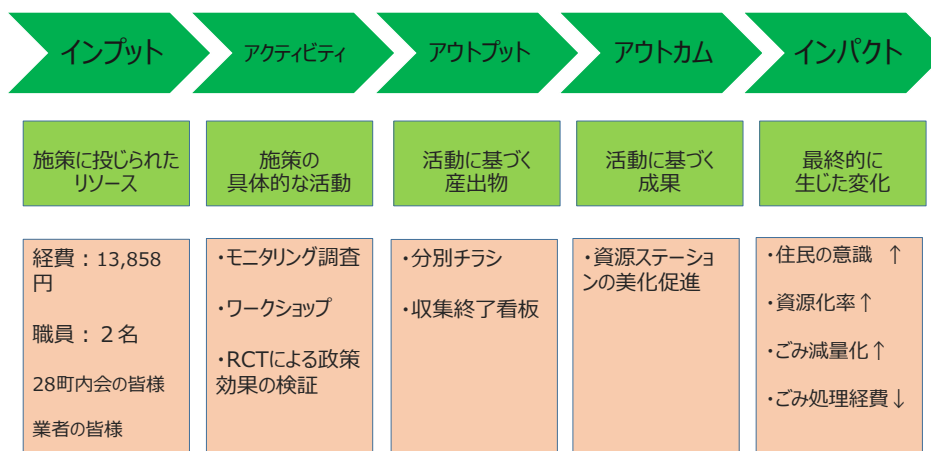 インプット
アクティビティ
アウトプット
アウトカム
インパクト
施策に投じられた
リソース
施策の
具体的な活動
活動に基づく
産出物
活動に基づく
成果
最終的に
生じた変化
経費：13,858
円
職員：２名
28町内会の皆様
業者の皆様
・モニタリング調査
・ワークショップ
・RCTによる政策
効果の検証
・分別チラシ
・収集終了看板
・資源ステーショ
ンの美化促進
・住民の意識　↑
・資源化率↑
・ごみ減量化↑
・ごみ処理経費↓